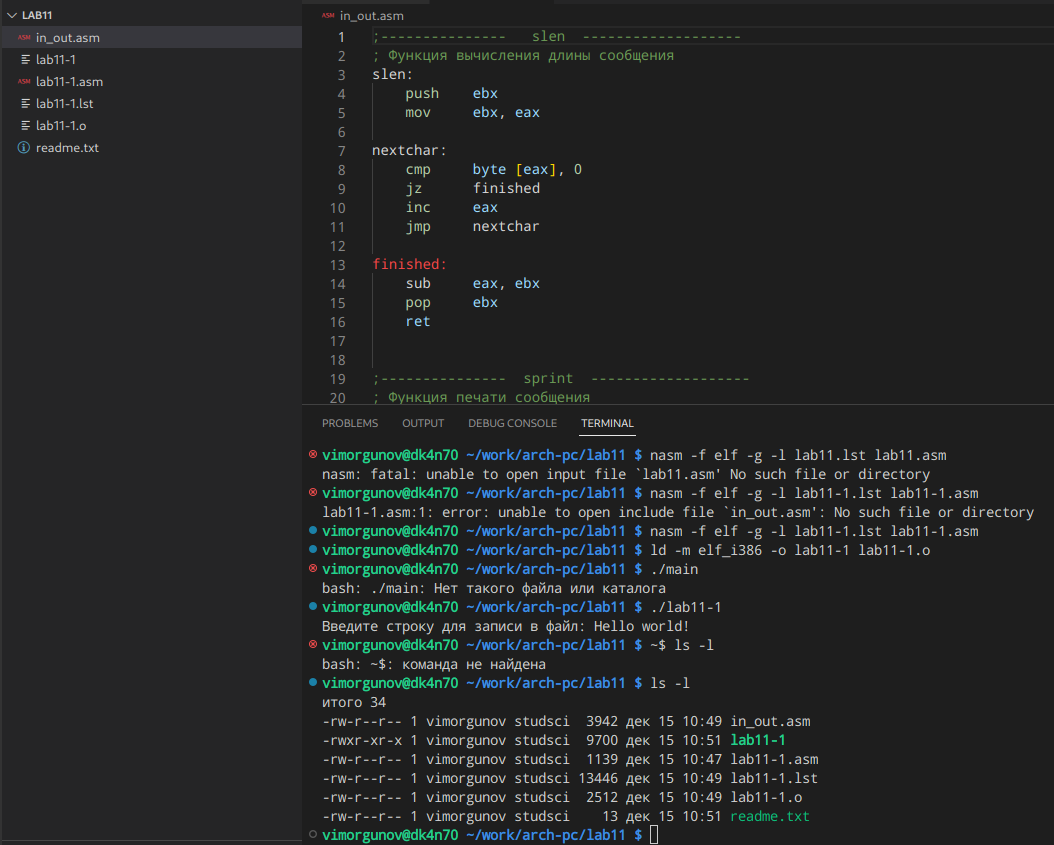 LAB11
ASM in_out.asm
lab11-1
ASM lab11-1.asm
lab11-1.lst
lab11-1.o
readme.txt
ASM in_out.asm
1 ;---------------   slen  -------------------
2 ; Функция вычисления длины сообщения
3 slen:
4     push    ebx
5     mov     ebx, eax
6
7 nextchar:
8     cmp     byte [eax], 0
9     jz      finished
10     inc     eax
11     jmp     nextchar
12
13 finished:
14     sub     eax, ebx
15     pop     ebx
16     ret
17
18
19 ;---------------  sprint  -------------------
20 ; Функция печати сообщения
PROBLEMS OUTPUT DEBUG CONSOLE TERMINAL
vimorgunov@dk4n70 ~/work/arch-pc/lab11 $ nasm -f elf -g -l lab11.lst lab11.asm
nasm: fatal: unable to open input file `lab11.asm' No such file or directory
vimorgunov@dk4n70 ~/work/arch-pc/lab11 $ nasm -f elf -g -l lab11-1.lst lab11-1.asm
lab11-1.asm:1: error: unable to open include file `in_out.asm': No such file or directory
vimorgunov@dk4n70 ~/work/arch-pc/lab11 $ nasm -f elf -g -l lab11-1.lst lab11-1.asm
vimorgunov@dk4n70 ~/work/arch-pc/lab11 $ ld -m elf_i386 -o lab11-1 lab11-1.o
vimorgunov@dk4n70 ~/work/arch-pc/lab11 $ ./main
bash: ./main: Нет такого файла или каталога
vimorgunov@dk4n70 ~/work/arch-pc/lab11 $ ./lab11-1
Введите строку для записи в файл: Hello world!
vimorgunov@dk4n70 ~/work/arch-pc/lab11 $ ~$ ls -l
bash: ~$: команда не найдена
vimorgunov@dk4n70 ~/work/arch-pc/lab11 $ ls -l
итого 34
-rw-r--r-- 1 vimorgunov studsci  3942 дек 15 10:49 in_out.asm
-rwxr-xr-x 1 vimorgunov studsci  9700 дек 15 10:51 lab11-1
-rw-r--r-- 1 vimorgunov studsci  1139 дек 15 10:47 lab11-1.asm
-rw-r--r-- 1 vimorgunov studsci 13446 дек 15 10:49 lab11-1.lst
-rw-r--r-- 1 vimorgunov studsci  2512 дек 15 10:49 lab11-1.o
-rw-r--r-- 1 vimorgunov studsci    13 дек 15 10:51 readme.txt
vimorgunov@dk4n70 ~/work/arch-pc/lab11 $